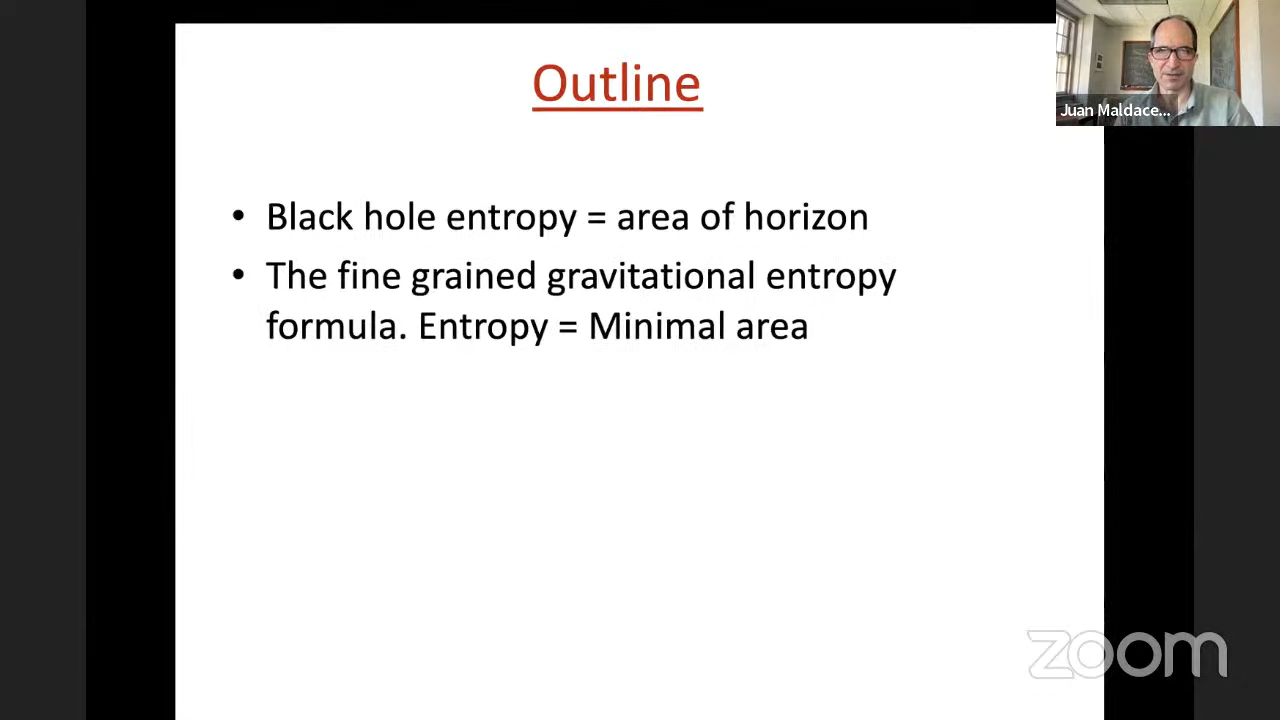 Outline
Juan Maldace...
• Black hole entropy = area of horizon
• The fine grained gravitational entropy
formula. Entropy = Minimal area
zoom